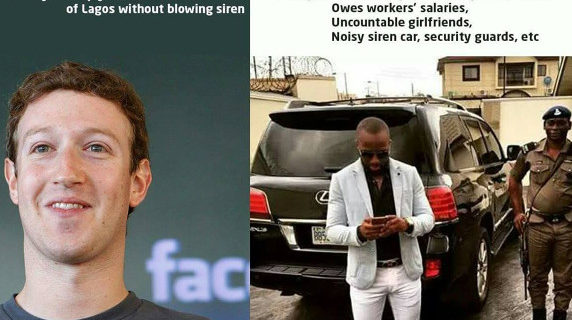 of Lagos without blowing siren
Owes workers' salaries,
Uncountable girlfriends,
Noisy siren car, security guards, etc
fac